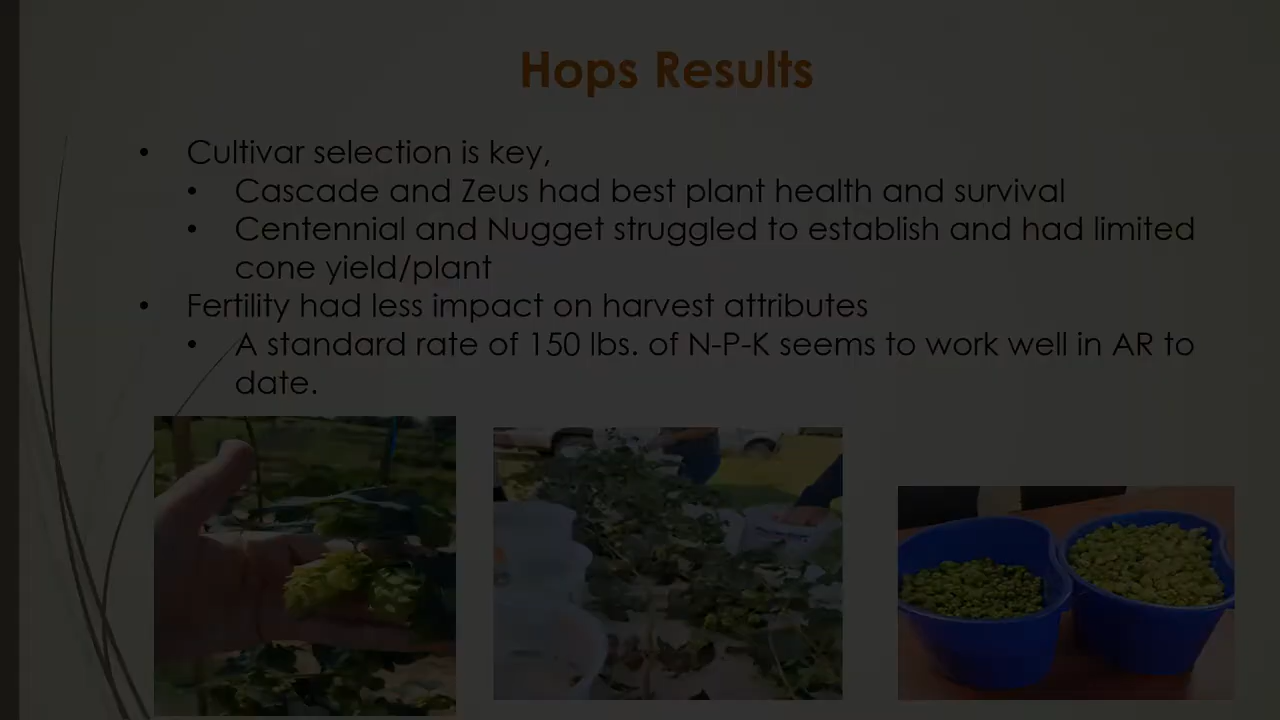 Hops Results
• Cultivar selection is key,
• Cascade and Zeus had best plant health and survival
• Centennial and Nugget struggled to establish and had limited
cone yield/plant
• Fertility had less impact on harvest attributes
• A standard rate of 150 lbs. of N-P-K seems to work well in AR to
date.